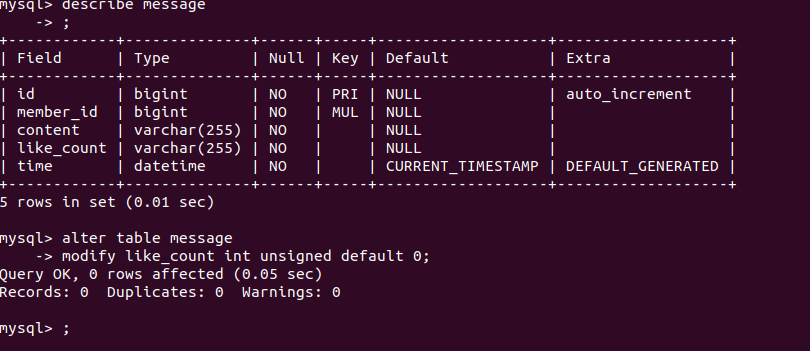 mysql> describe message
    -> ;
+------------+--------------+------+-----+-------------------+-------------------+
| Field      | Type         | Null | Key | Default           | Extra             |
+------------+--------------+------+-----+-------------------+-------------------+
| id         | bigint       | NO   | PRI | NULL              | auto_increment    |
| member_id  | bigint       | NO   | MUL | NULL              |                   |
| content    | varchar(255) | NO   |     | NULL              |                   |
| like_count | varchar(255) | NO   |     | NULL              |                   |
| time       | datetime     | NO   |     | CURRENT_TIMESTAMP | DEFAULT_GENERATED |
+------------+--------------+------+-----+-------------------+-------------------+
5 rows in set (0.01 sec)

mysql> alter table message
    -> modify like_count int unsigned default 0;
Query OK, 0 rows affected (0.05 sec)
Records: 0  Duplicates: 0  Warnings: 0

mysql> ;